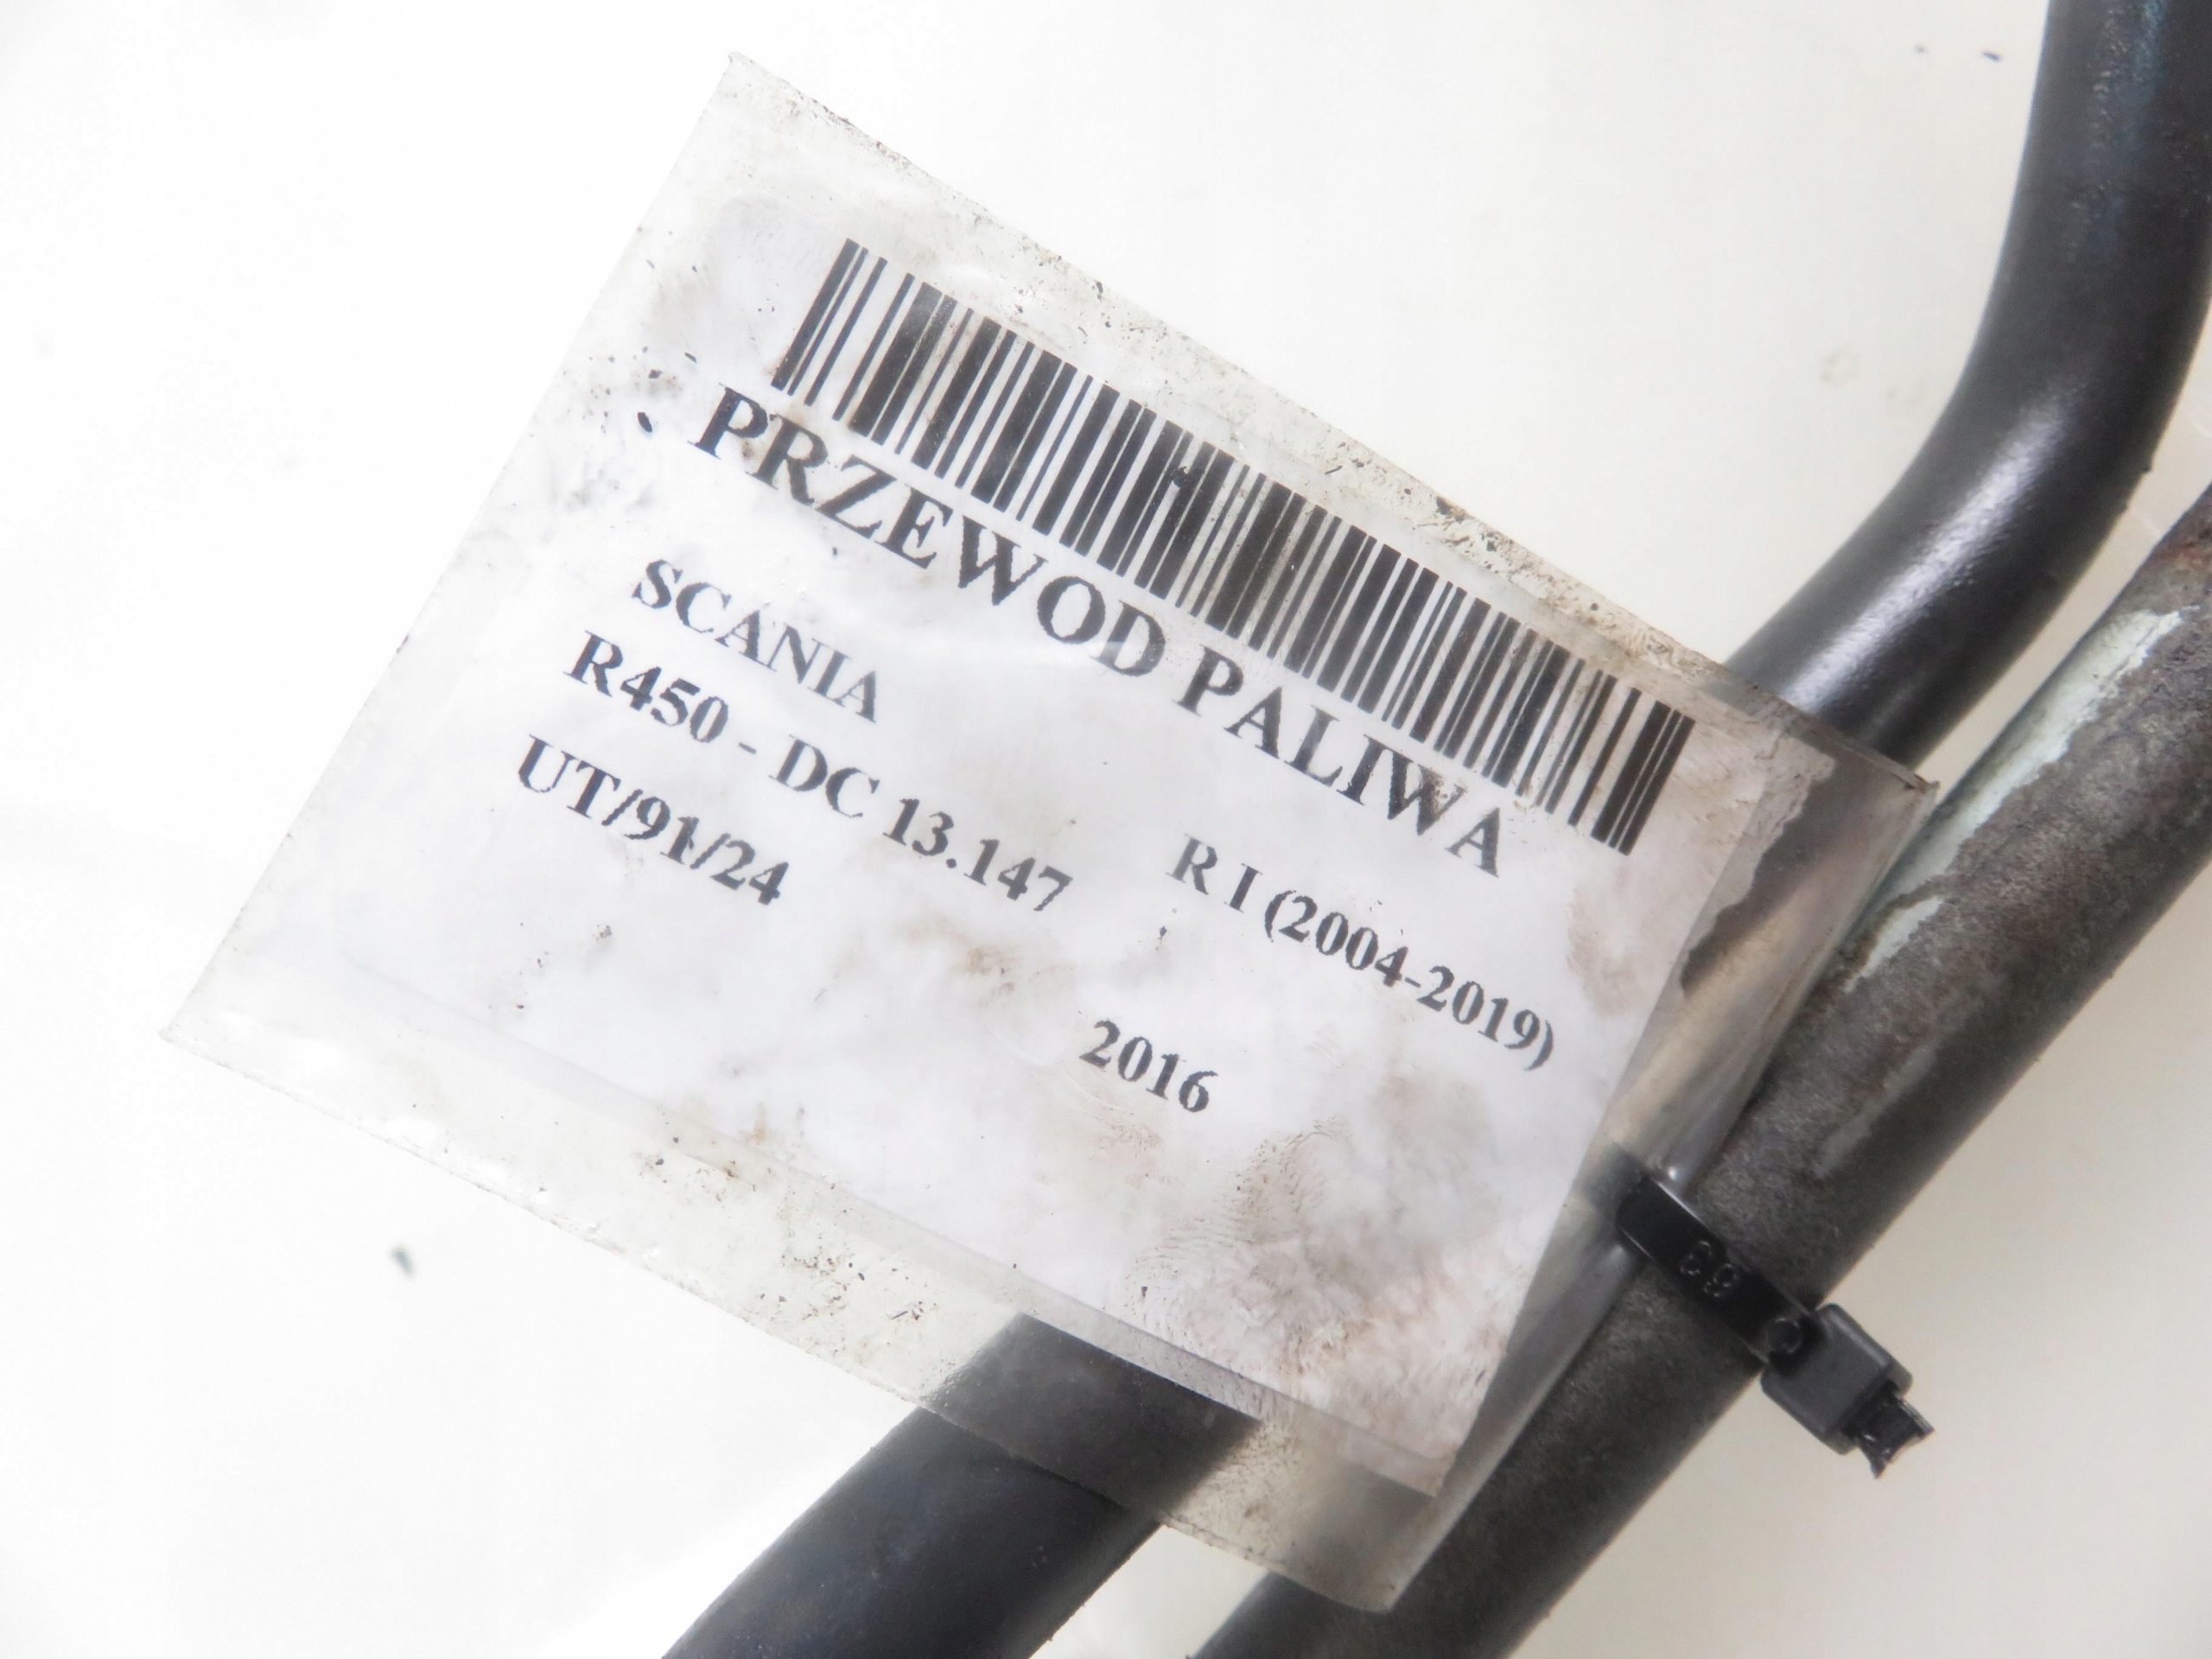 PRZEWOD PALIWA
SCANIA R I (2004-2019)
R450 - DC 13.147
UT/91/24 2016